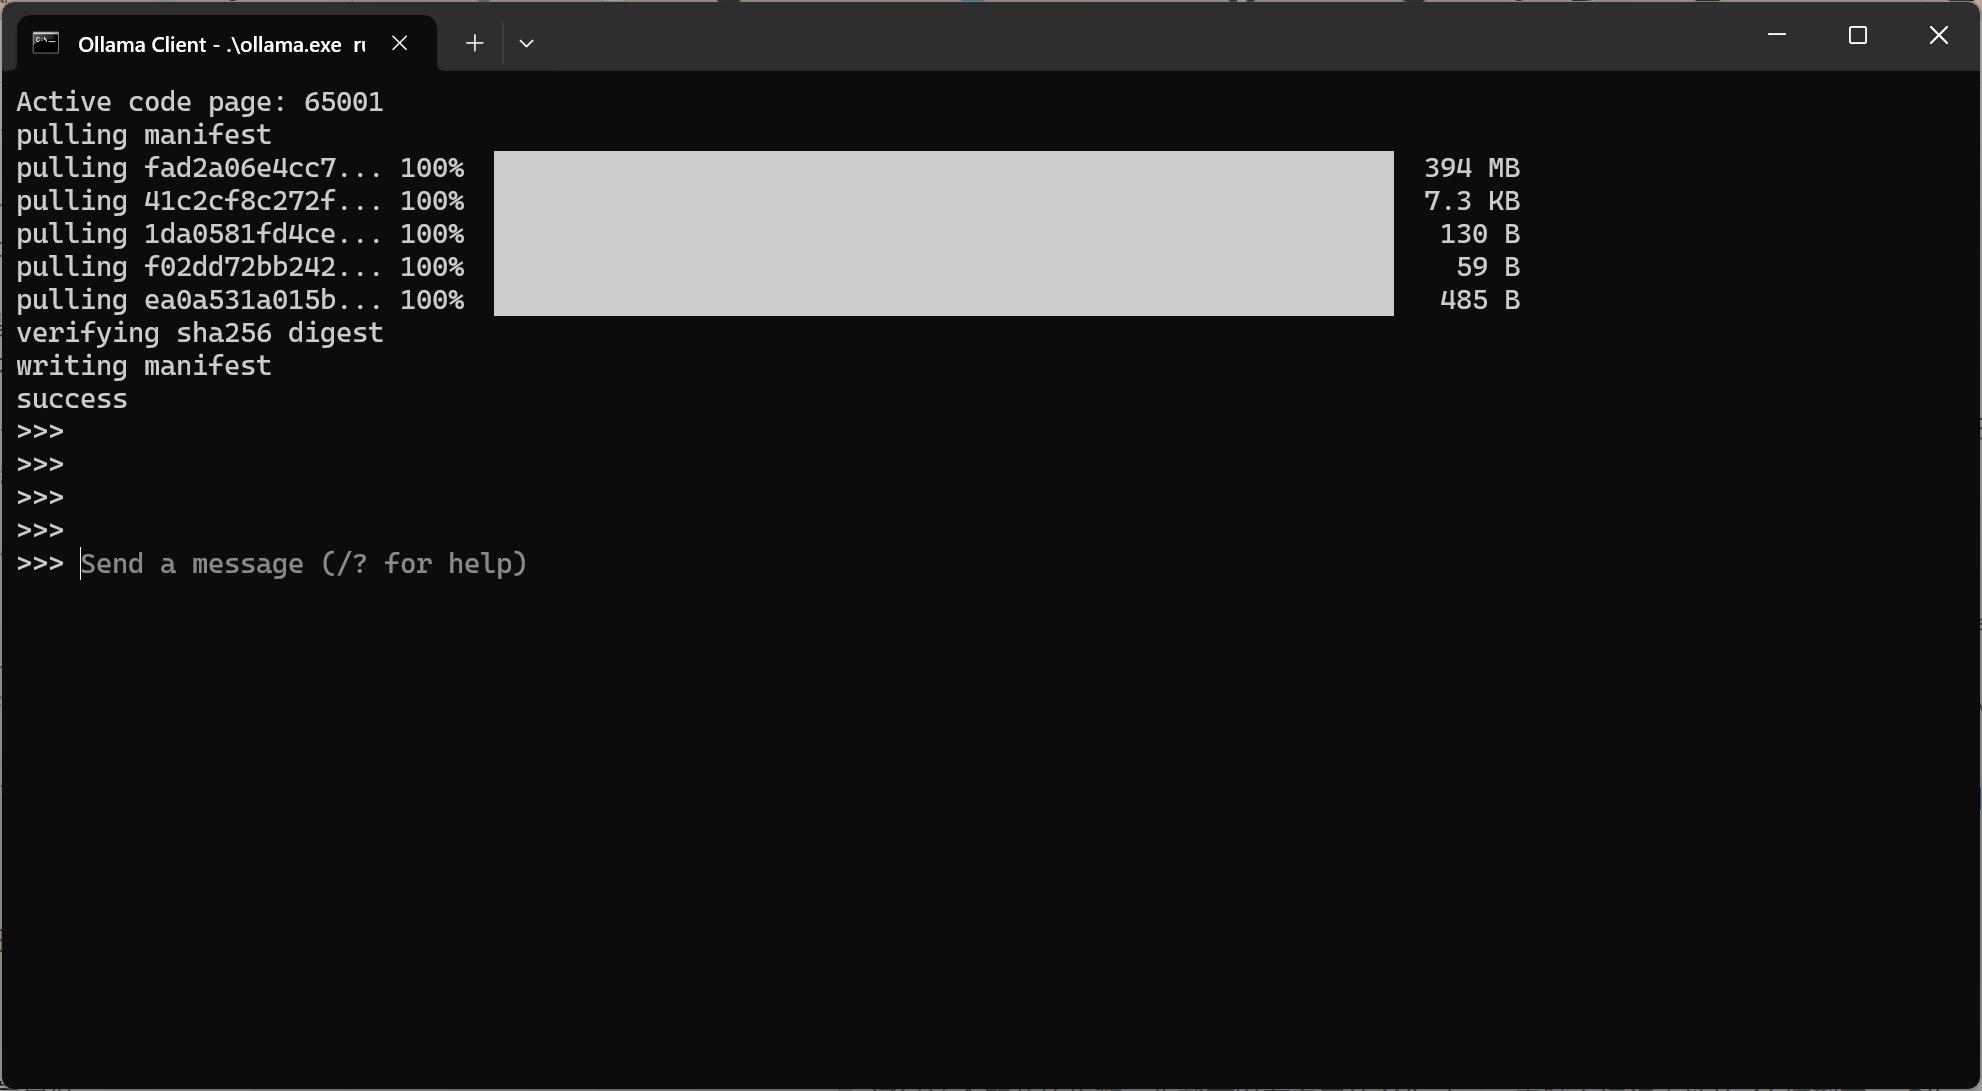 Ollama Client - .\ollama.exe ru
Active code page: 65001
pulling manifest
pulling fad2a06e4cc7... 100% 394 MB
pulling 41c2cf8c272f... 100% 7.3 KB
pulling 1da0581fd4ce... 100% 130 B
pulling f02dd72bb242... 100% 59 B
pulling ea0a531a015b... 100% 485 B
verifying sha256 digest
writing manifest
success
>>>
>>>
>>>
>>>
>>> Send a message (/? for help)